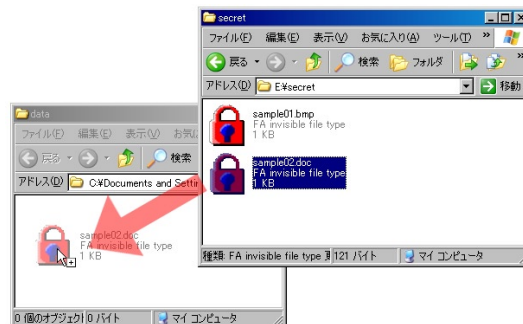 secret
ファイル(F) 編集(E) 表示(V) お気に入り(A) ツール(T) »
戻る 検索 フォルダ »
アドレス(D) E:¥secret 移動
sample01.bmp
FA invisible file type
1 KB
sample02.doc
FA invisible file type
1 KB
種類: FA invisible file type 121 バイト マイ コンピュータ
data
ファイル(F) 編集(E) 表示(V) お気に
戻る 検索
アドレス(D) C:¥Documents and Settin
sample02.doc
FA invisible file type
1 KB
0 個のオブジェクト 0 バイト マイ コンピュータ